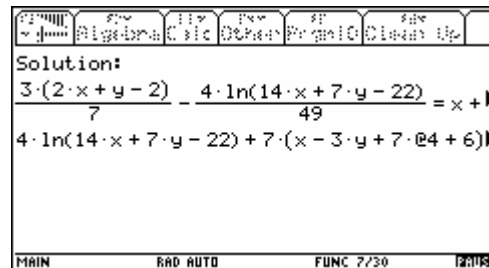 Algebra Calc Other PrgmIO Clean Up
Solution:
3·(2·x + y − 2)/7 − 4·ln(14·x + 7·y − 22)/49 = x +
4·ln(14·x + 7·y − 22) + 7·(x − 3·y + 7·@4 + 6)
MAIN RAD AUTO FUNC 7/30 PAUS